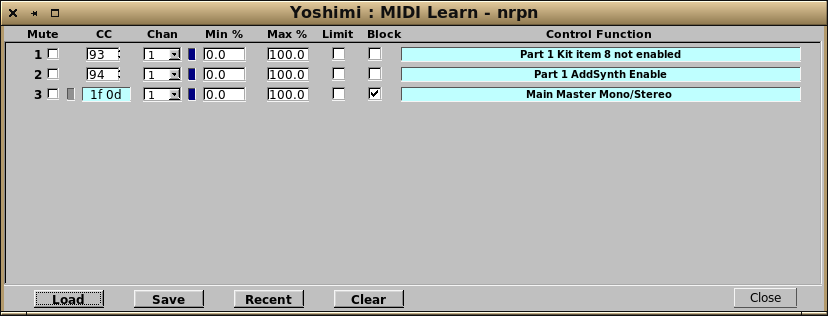 Yoshimi : MIDI Learn - nrpn
Mute CC Chan Min % Max % Limit Block Control Function
1 93 1 0.0 100.0 Part 1 Kit item 8 not enabled
2 94 1 0.0 100.0 Part 1 AddSynth Enable
3 1f 0d 1 0.0 100.0 Main Master Mono/Stereo
Load Save Recent Clear Close